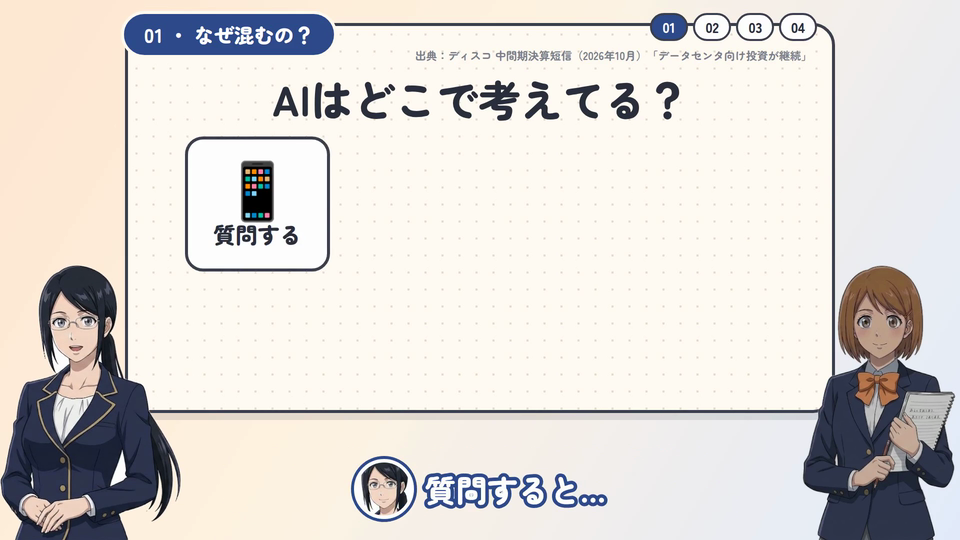 01 ・ なぜ混むの？
01 02 03 04
出典：ディスコ 中間期決算短信（2026年10月）「データセンタ向け投資が継続」
AIはどこで考えてる？
質問する
質問すると…